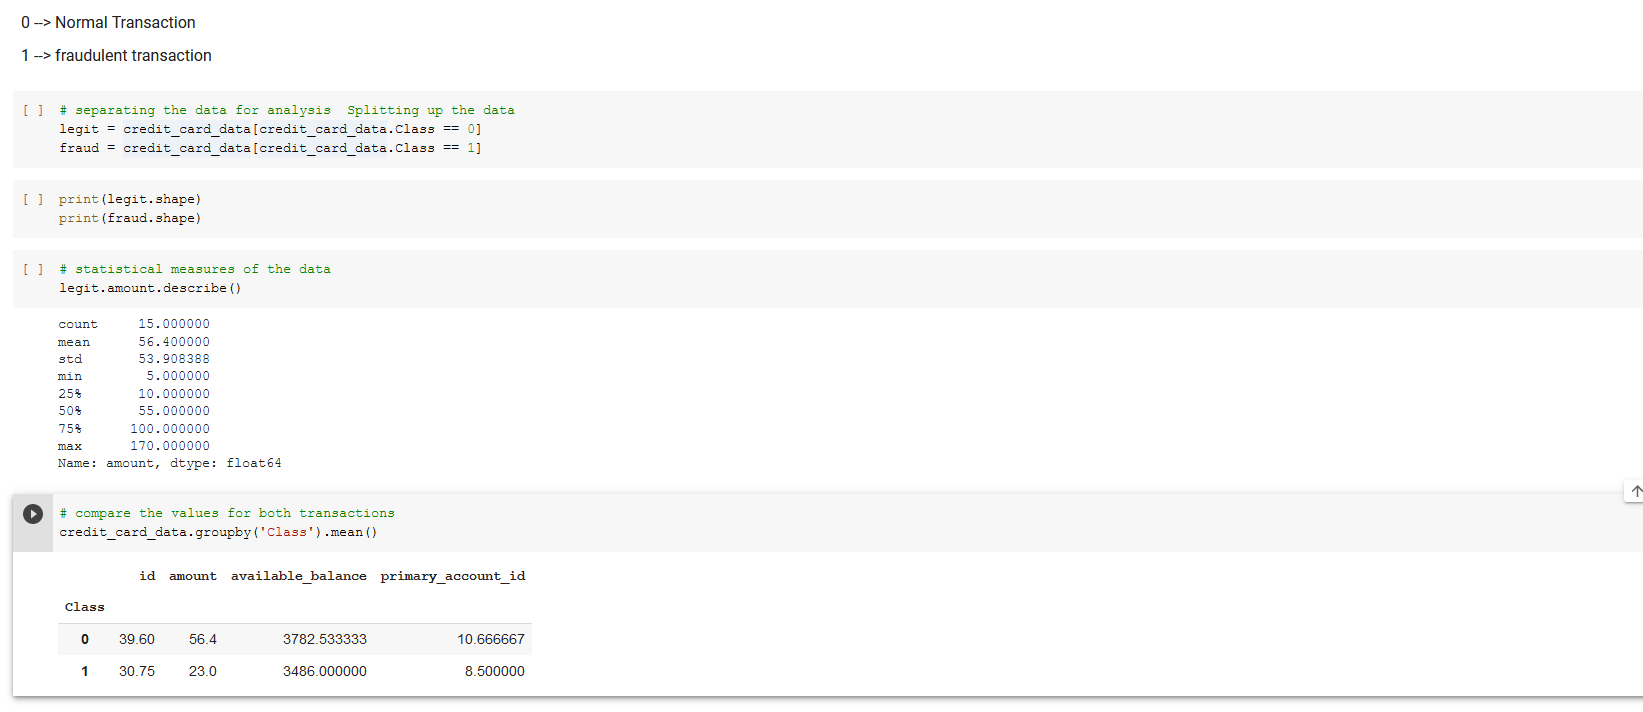 0 --> Normal Transaction
1 --> fraudulent transaction
[ ] # separating the data for analysis  Splitting up the data
legit = credit_card_data[credit_card_data.Class == 0]
fraud = credit_card_data[credit_card_data.Class == 1]
[ ] print(legit.shape)
print(fraud.shape)
[ ] # statistical measures of the data
legit.amount.describe()
count 15.000000
mean 56.400000
std 53.908388
min 5.000000
25% 10.000000
50% 55.000000
75% 100.000000
max 170.000000
Name: amount, dtype: float64
# compare the values for both transactions
credit_card_data.groupby('Class').mean()
id amount available_balance primary_account_id
Class
0 39.60 56.4 3782.533333 10.666667
1 30.75 23.0 3486.000000 8.500000